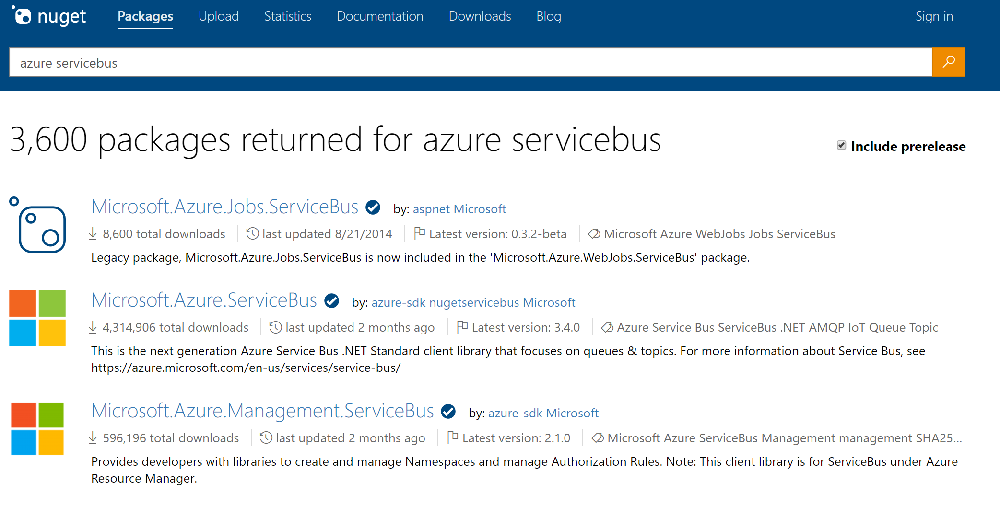 nuget Packages Upload Statistics Documentation Downloads Blog Sign in
azure servicebus
3,600 packages returned for azure servicebus
Include prerelease
Microsoft.Azure.Jobs.ServiceBus by: aspnet Microsoft
8,600 total downloads last updated 8/21/2014 Latest version: 0.3.2-beta Microsoft Azure WebJobs Jobs ServiceBus
Legacy package, Microsoft.Azure.Jobs.ServiceBus is now included in the 'Microsoft.Azure.WebJobs.ServiceBus' package.
Microsoft.Azure.ServiceBus by: azure-sdk nugetservicebus Microsoft
4,314,906 total downloads last updated 2 months ago Latest version: 3.4.0 Azure Service Bus ServiceBus .NET AMQP IoT Queue Topic
This is the next generation Azure Service Bus .NET Standard client library that focuses on queues & topics. For more information about Service Bus, see
https://azure.microsoft.com/en-us/services/service-bus/
Microsoft.Azure.Management.ServiceBus by: azure-sdk Microsoft
596,196 total downloads last updated 2 months ago Latest version: 2.1.0 Microsoft Azure ServiceBus Management management SHA25...
Provides developers with libraries to create and manage Namespaces and manage Authorization Rules. Note: This client library is for ServiceBus under Azure
Resource Manager.